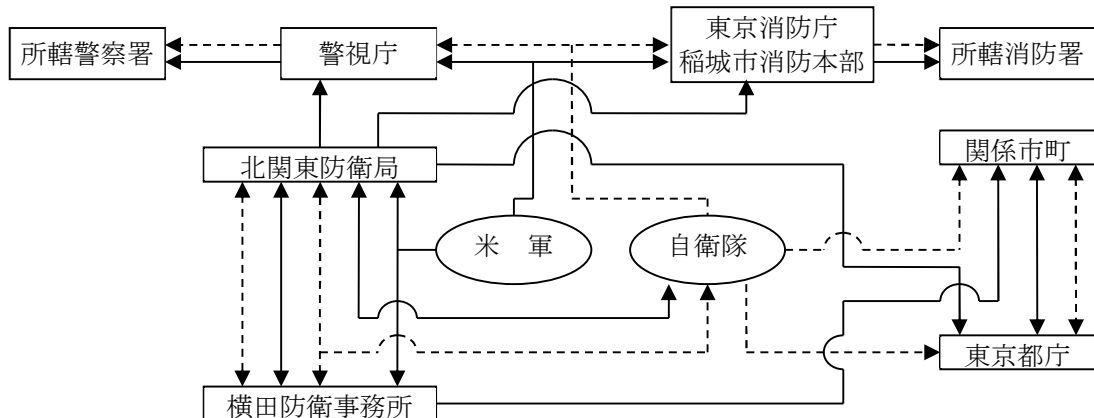 所轄警察署
警視庁
東京消防庁
稲城市消防本部
所轄消防署
北関東防衛局
関係市町
米　軍
自衛隊
東京都庁
横田防衛事務所